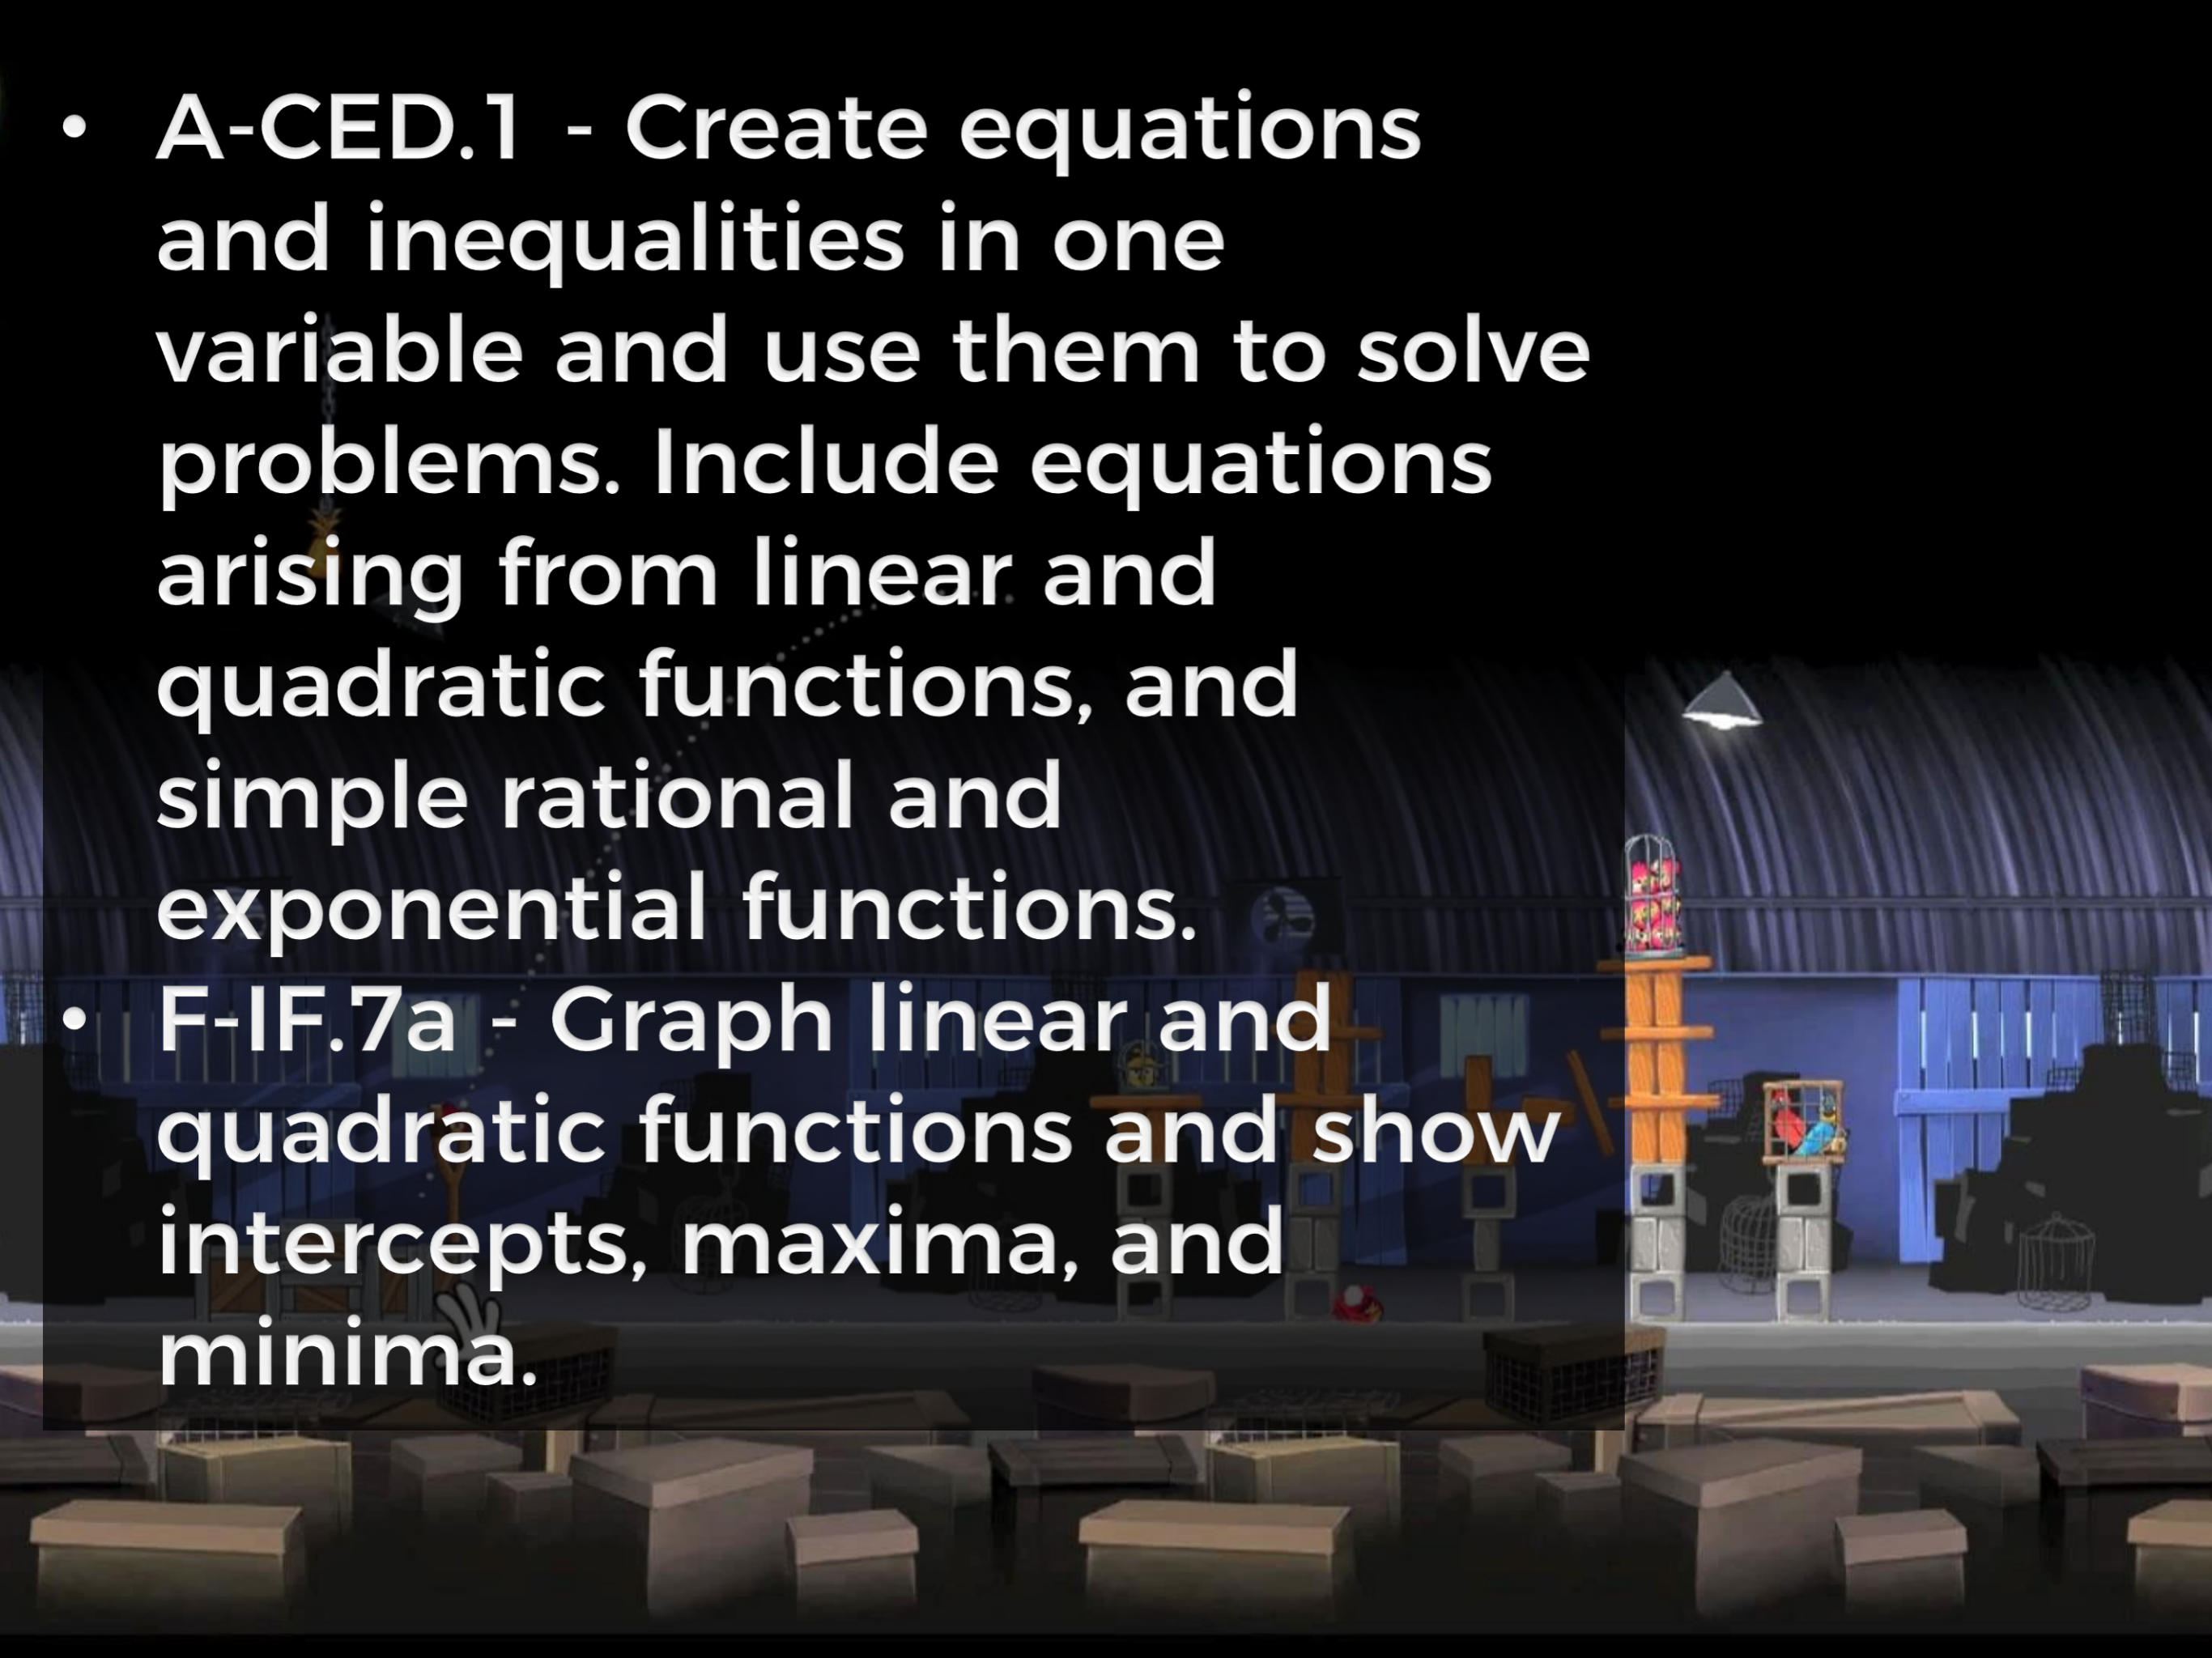 • A-CED.1 - Create equations
and inequalities in one
variable and use them to solve
problems. Include equations
arising from linear and
quadratic functions, and
simple rational and
exponential functions.
• F-IF.7a - Graph linear and
quadratic functions and show
intercepts, maxima, and
minima.